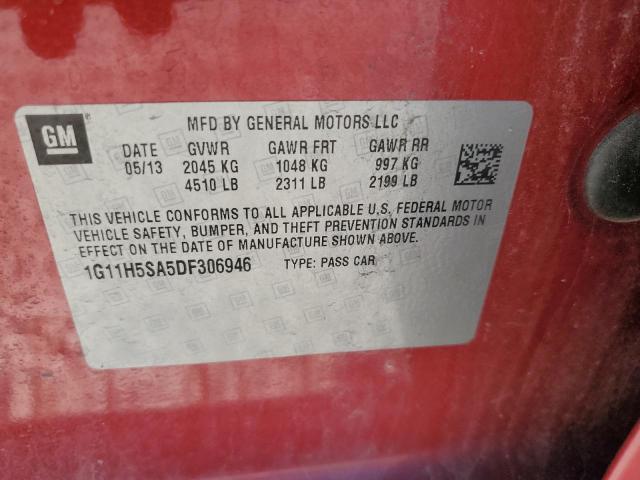 GM
MFD BY GENERAL MOTORS LLC
DATE GVWR GAWR FRT GAWR RR
05/13 2045 KG 1048 KG 997 KG
4510 LB 2311 LB 2199 LB
THIS VEHICLE CONFORMS TO ALL APPLICABLE U.S. FEDERAL MOTOR
VEHICLE SAFETY, BUMPER, AND THEFT PREVENTION STANDARDS IN
EFFECT ON THE DATE OF MANUFACTURE SHOWN ABOVE.
1G11H5SA5DF306946 TYPE: PASS CAR